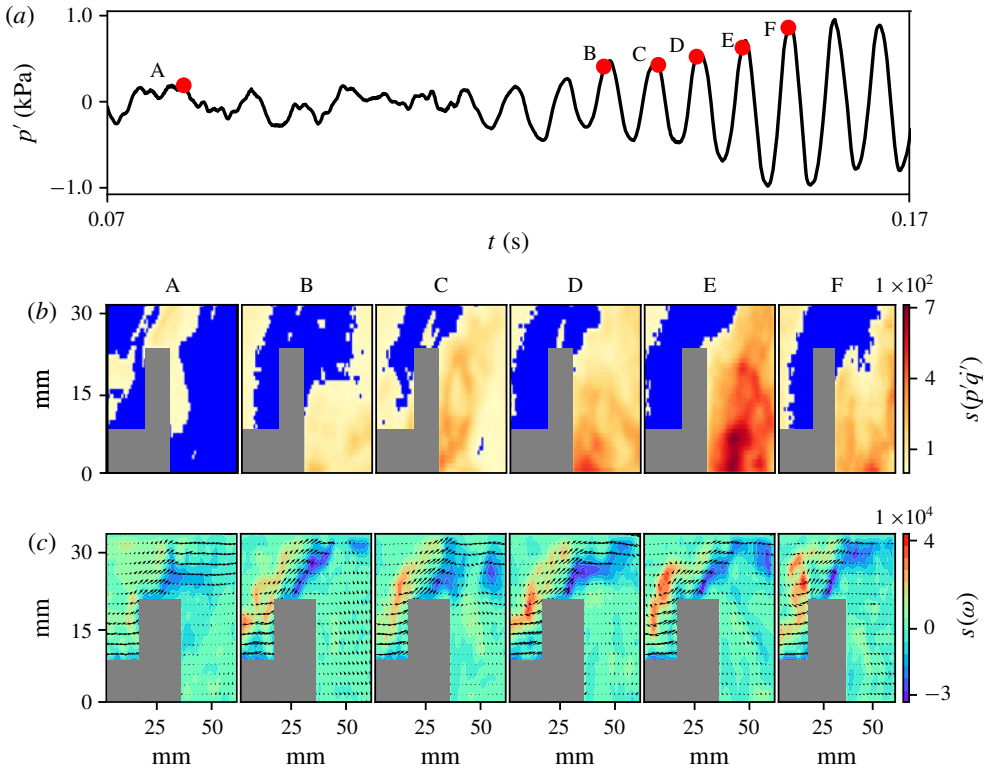 (a)
1.0
0
−1.0
p′ (kPa)
A
B
C
D
E
F
0.07
0.17
t (s)
A B C D E F
1 ×10²
(b)
30
15
0
mm
7
4
1
s(p′q̇′)
1 ×10⁴
(c)
30
15
0
mm
4
0
−3
s(ω)
25 50 25 50 25 50 25 50 25 50 25 50
mm mm mm mm mm mm